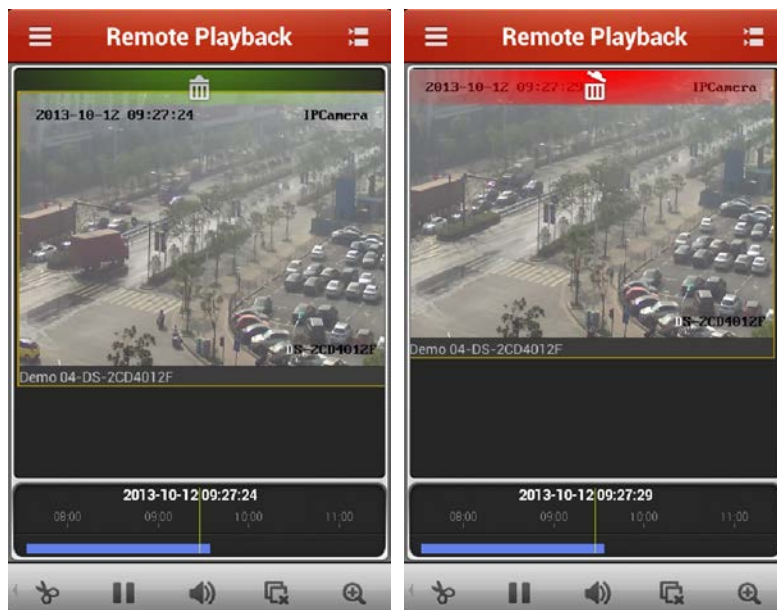 Remote Playback
2013-10-12 09:27:24
IPCamera
DS-2CD4012F
Demo 04-DS-2CD4012F
2013-10-12 09:27:24
08:00 09:00 10:00 11:00
Remote Playback
2013-10-12 09:27:29
IPCamera
DS-2CD4012F
Demo 04-DS-2CD4012F
2013-10-12 09:27:29
08:00 09:00 10:00 11:00